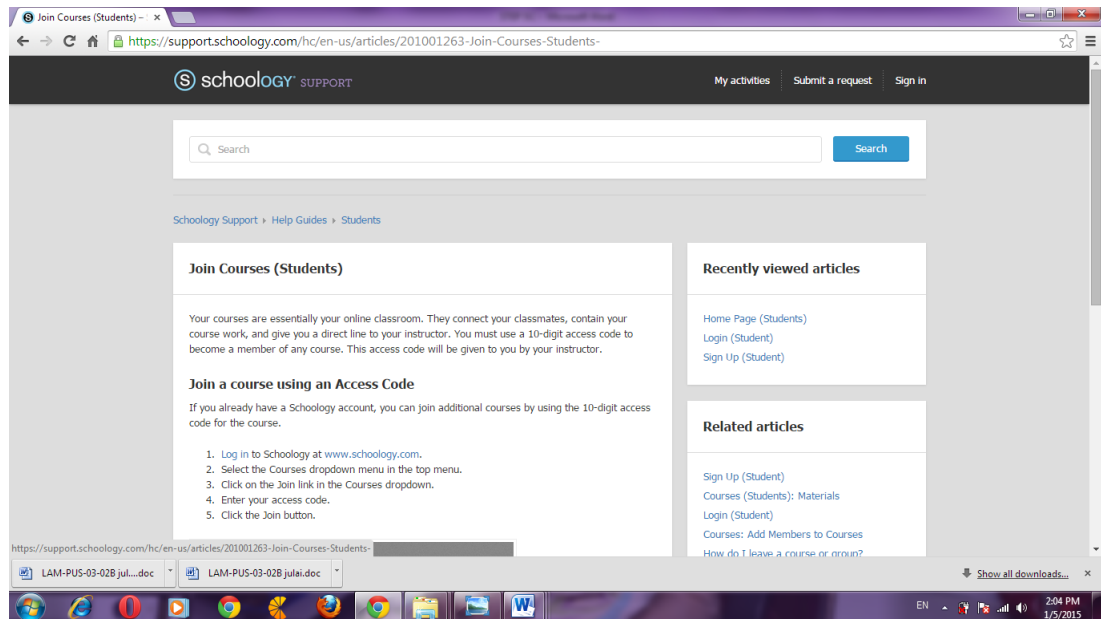 Join Courses (Students) –
https://support.schoology.com/hc/en-us/articles/201001263-Join-Courses-Students-
S schoology SUPPORT
My activities Submit a request Sign in
Search Search
Schoology Support Help Guides Students
Join Courses (Students)
Your courses are essentially your online classroom. They connect your classmates, contain your
course work, and give you a direct line to your instructor. You must use a 10-digit access code to
become a member of any course. This access code will be given to you by your instructor.
Join a course using an Access Code
If you already have a Schoology account, you can join additional courses by using the 10-digit access
code for the course.
1. Log in to Schoology at www.schoology.com.
2. Select the Courses dropdown menu in the top menu.
3. Click on the Join link in the Courses dropdown.
4. Enter your access code.
5. Click the Join button.
Recently viewed articles
Home Page (Students)
Login (Student)
Sign Up (Student)
Related articles
Sign Up (Student)
Courses (Students): Materials
Login (Student)
Courses: Add Members to Courses
How do I leave a course or group?
https://support.schoology.com/hc/en-us/articles/201001263-Join-Courses-Students-
LAM-PUS-03-02B jul....doc LAM-PUS-03-02B julai.doc Show all downloads...
EN 2:04 PM
1/5/2015